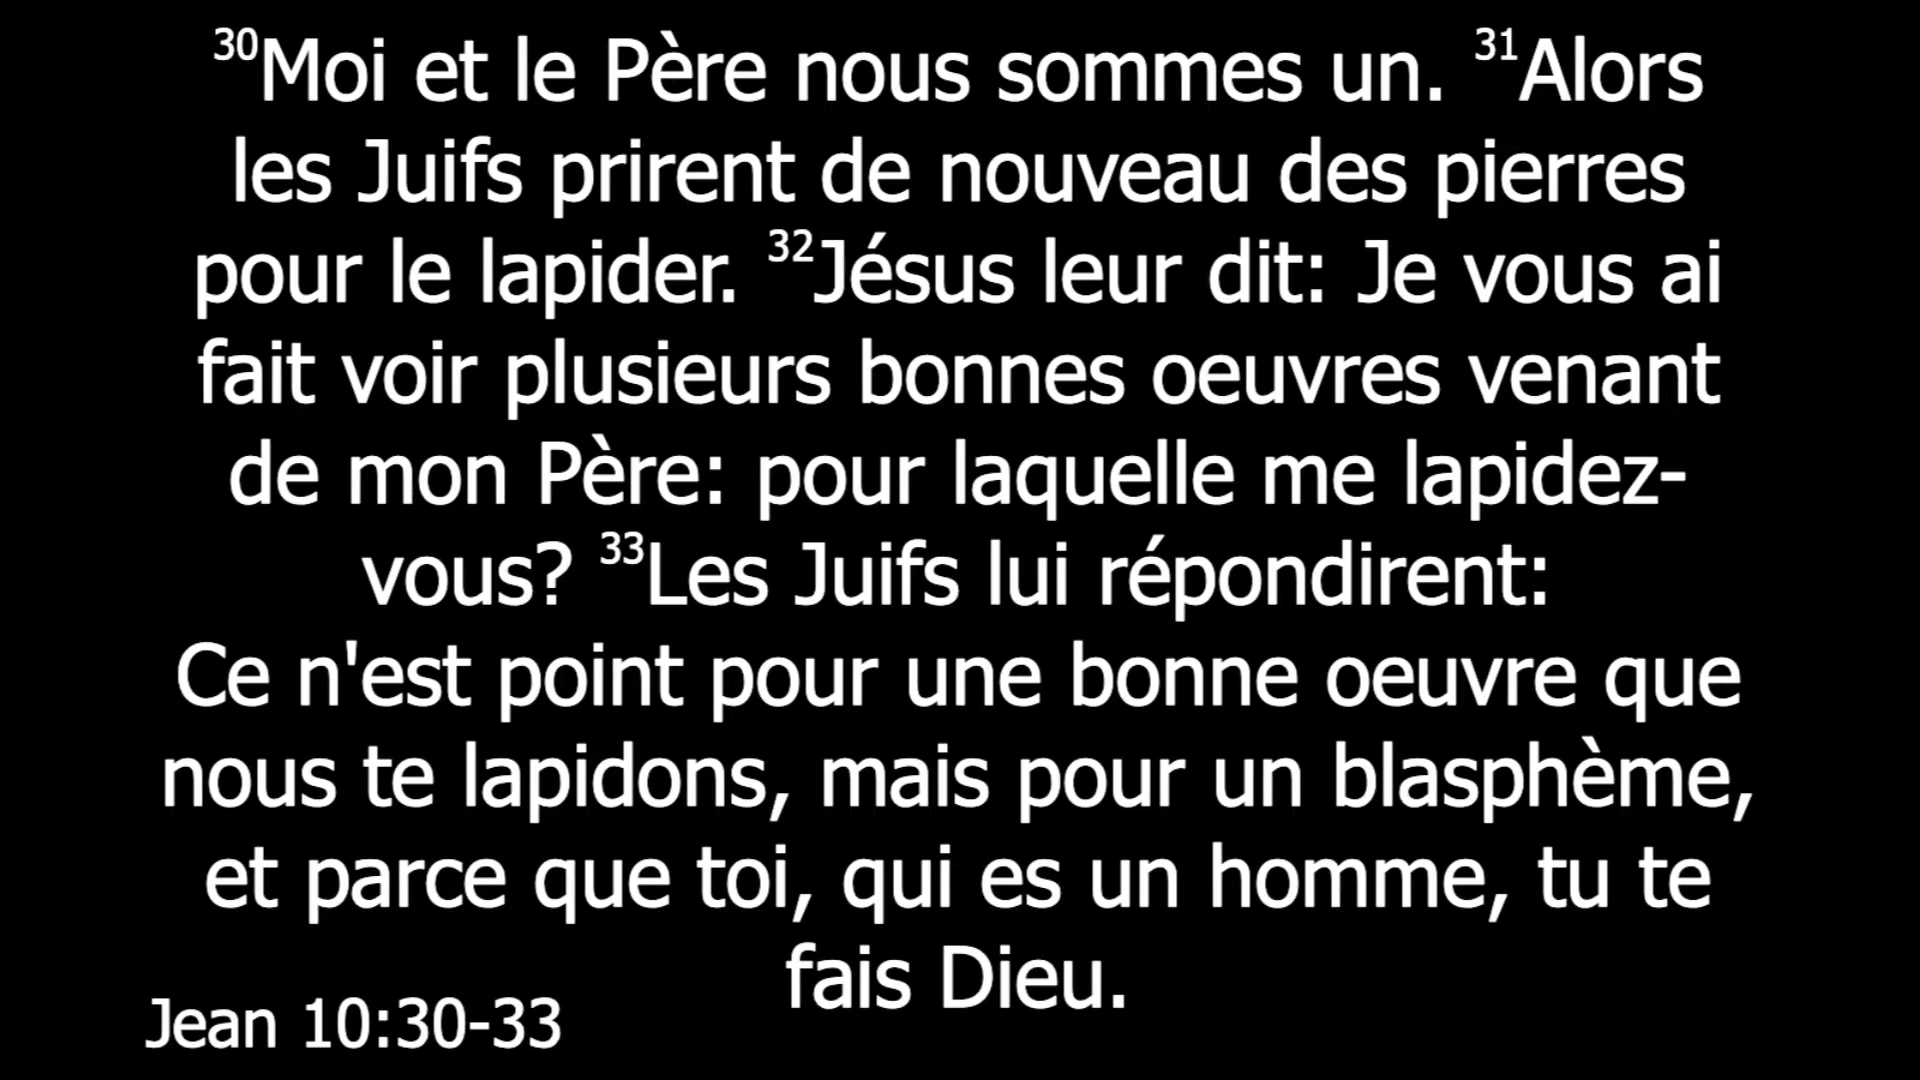 30Moi et le Père nous sommes un. 31Alors
les Juifs prirent de nouveau des pierres
pour le lapider. 32Jésus leur dit: Je vous ai
fait voir plusieurs bonnes oeuvres venant
de mon Père: pour laquelle me lapidez-
vous? 33Les Juifs lui répondirent:
Ce n'est point pour une bonne oeuvre que
nous te lapidons, mais pour un blasphème,
et parce que toi, qui es un homme, tu te
fais Dieu.
Jean 10:30-33